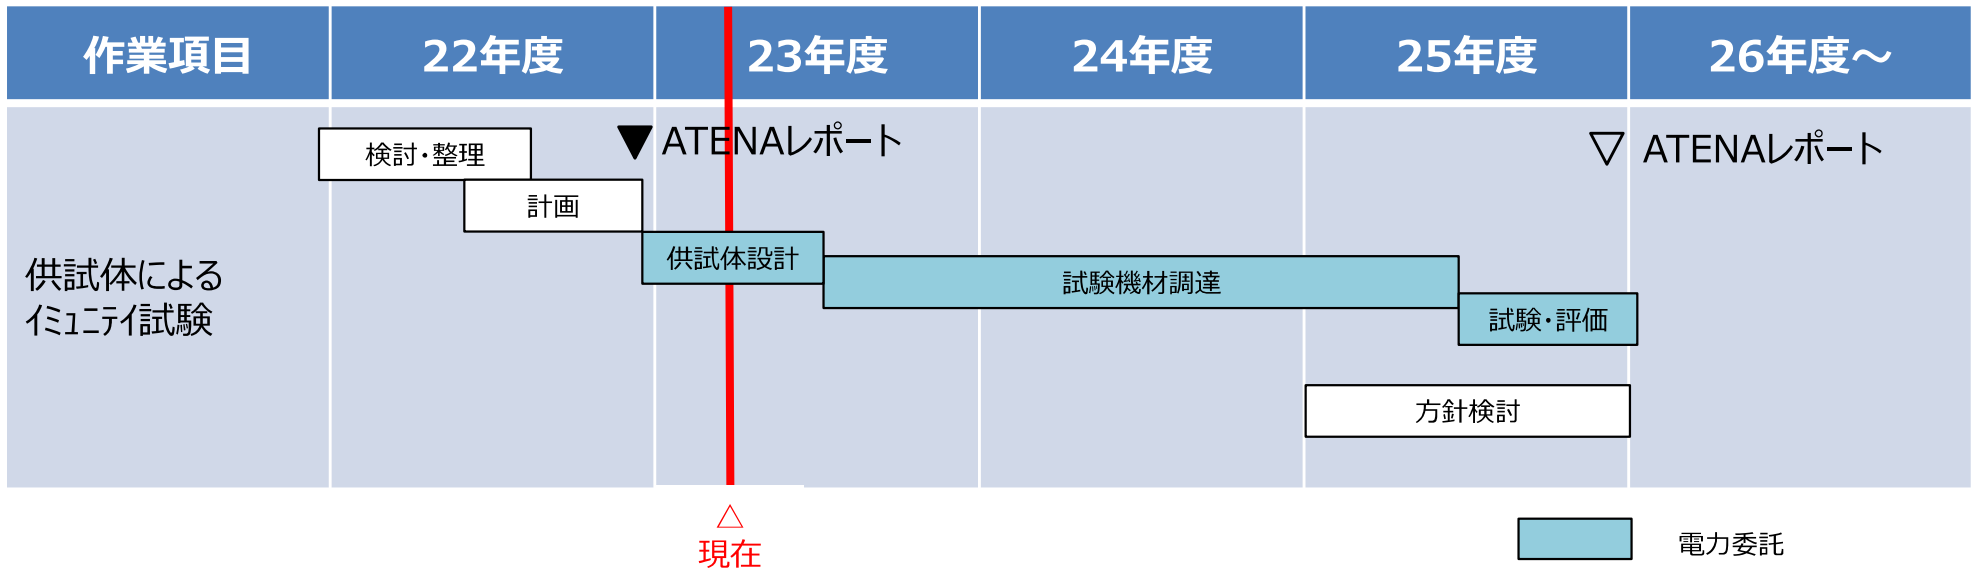 作業項目 22年度 23年度 24年度 25年度 26年度～
▼ ATENAレポート ▽ ATENAレポート
検討・整理
計画
供試体設計
試験機材調達
試験・評価
供試体による
ｲﾐｭﾆﾃｲ試験
方針検討
△
現在
電力委託